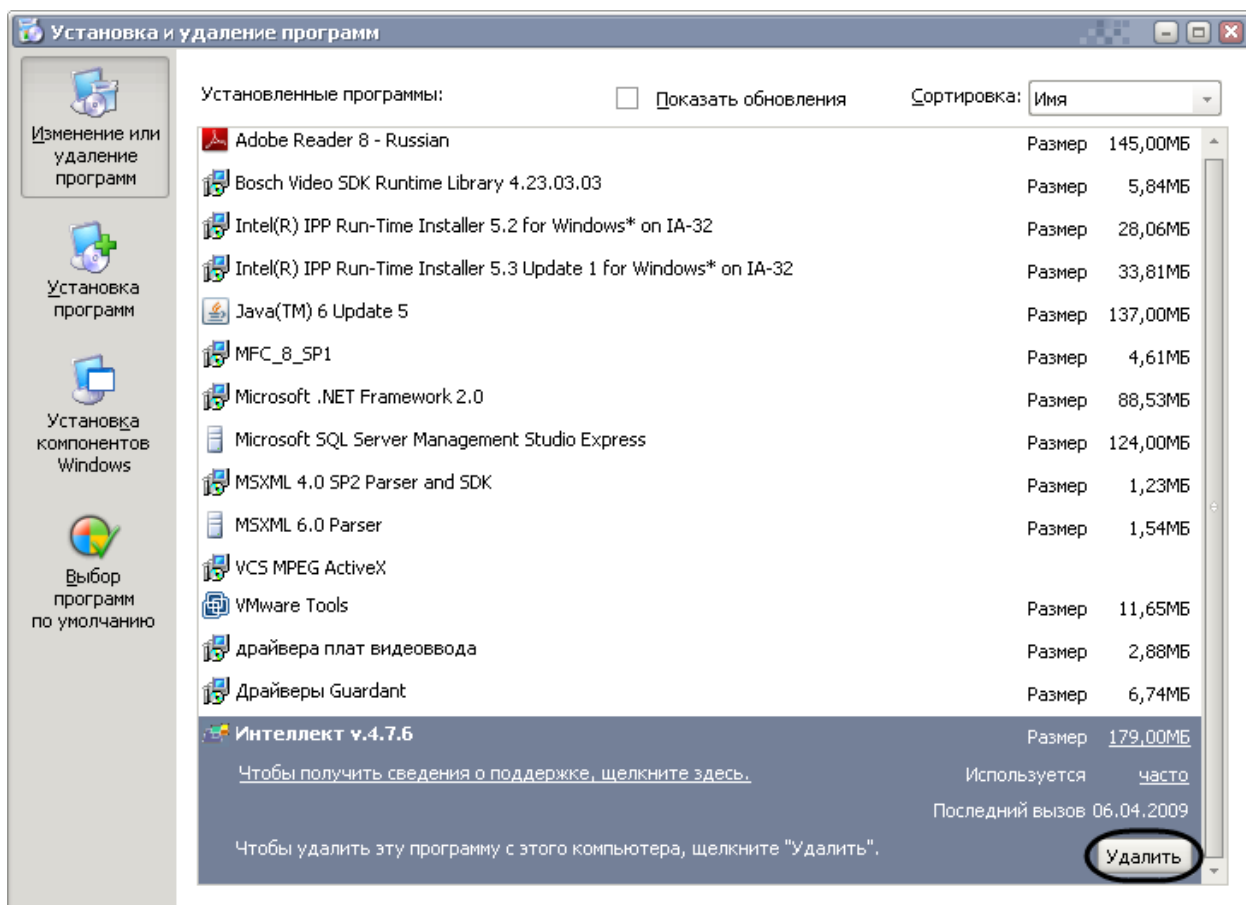 Установка и удаление программ
Изменение или
удаление
программ
Установка
программ
Установка
компонентов
Windows
Выбор
программ
по умолчанию
Установленные программы: Показать обновления Сортировка: Имя
Adobe Reader 8 - Russian Размер 145,00МБ
Bosch Video SDK Runtime Library 4.23.03.03 Размер 5,84МБ
Intel(R) IPP Run-Time Installer 5.2 for Windows* on IA-32 Размер 28,06МБ
Intel(R) IPP Run-Time Installer 5.3 Update 1 for Windows* on IA-32 Размер 33,81МБ
Java(TM) 6 Update 5 Размер 137,00МБ
MFC_8_SP1 Размер 4,61МБ
Microsoft .NET Framework 2.0 Размер 88,53МБ
Microsoft SQL Server Management Studio Express Размер 124,00МБ
MSXML 4.0 SP2 Parser and SDK Размер 1,23МБ
MSXML 6.0 Parser Размер 1,54МБ
VCS MPEG ActiveX
VMware Tools Размер 11,65МБ
драйвера плат видеоввода Размер 2,88МБ
Драйверы Guardant Размер 6,74МБ
Интеллект v.4.7.6 Размер 179,00МБ
Чтобы получить сведения о поддержке, щелкните здесь. Используется часто
Последний вызов 06.04.2009
Чтобы удалить эту программу с этого компьютера, щелкните "Удалить". Удалить